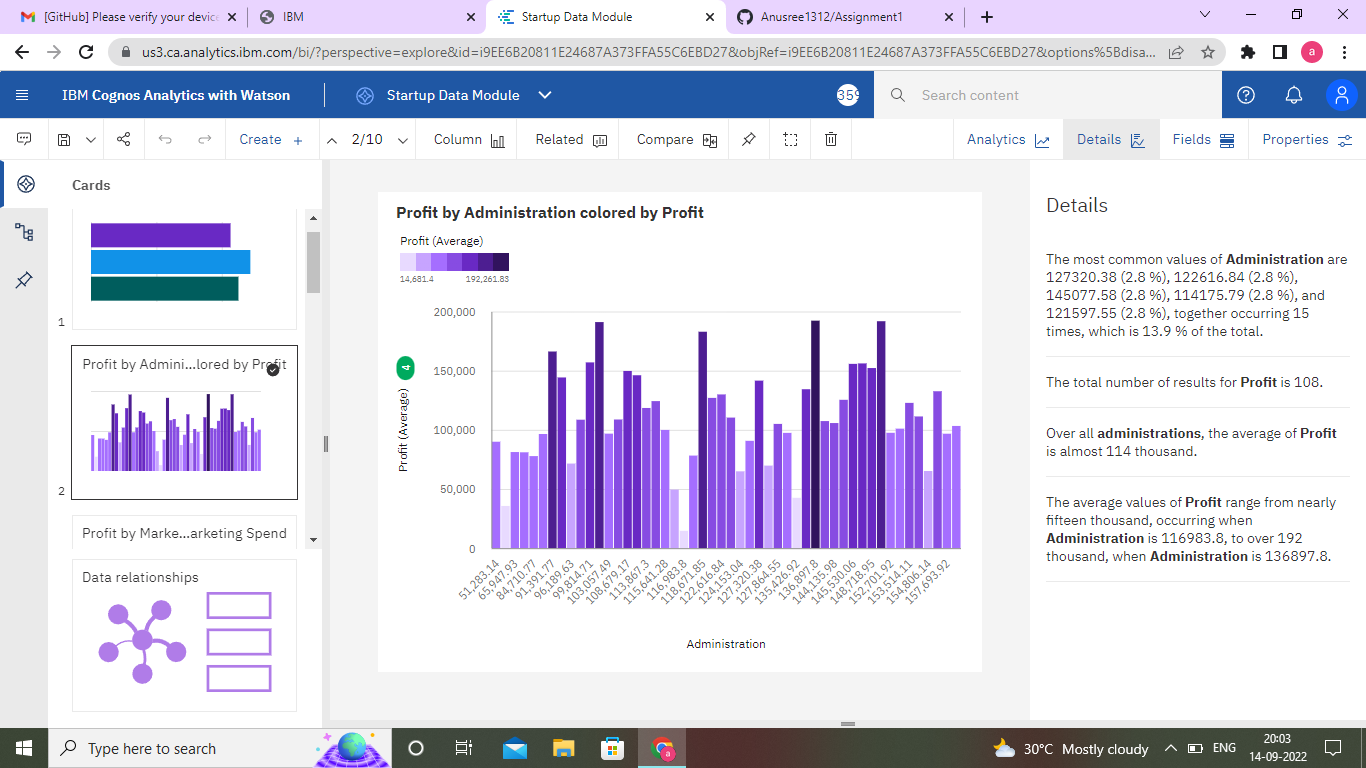 [GitHub] Please verify your device
IBM
Startup Data Module
Anusree1312/Assignment1
us3.ca.analytics.ibm.com/bi/?perspective=explore&id=i9EE6B20811E24687A373FFA55C6EBD27&objRef=i9EE6B20811E24687A373FFA55C6EBD27&options%5Bdisa...
a
IBM Cognos Analytics with Watson
Startup Data Module
359
Search content
Create +
2/10
Column
Related
Compare
Analytics
Details
Fields
Properties
Cards
1
Profit by Admini...lored by Profit
2
Profit by Marke...arketing Spend
Data relationships
Profit by Administration colored by Profit
Profit (Average)
14,681.4 192,261.83
200,000
150,000
100,000
50,000
0
Profit (Average)
4
51,283.14
65,947.93
84,710.77
91,391.77
96,189.63
99,814.71
103,057.49
108,679.17
113,867.3
115,641.28
116,983.8
118,671.85
122,616.84
124,153.04
127,320.38
127,864.55
135,426.92
136,897.8
144,135.98
145,530.06
148,718.95
152,701.92
153,514.11
154,806.14
157,693.92
Administration
Details
The most common values of Administration are
127320.38 (2.8 %), 122616.84 (2.8 %),
145077.58 (2.8 %), 114175.79 (2.8 %), and
121597.55 (2.8 %), together occurring 15
times, which is 13.9 % of the total.
The total number of results for Profit is 108.
Over all administrations, the average of Profit
is almost 114 thousand.
The average values of Profit range from nearly
fifteen thousand, occurring when
Administration is 116983.8, to over 192
thousand, when Administration is 136897.8.
Type here to search
a
30°C Mostly cloudy
ENG
20:03
14-09-2022